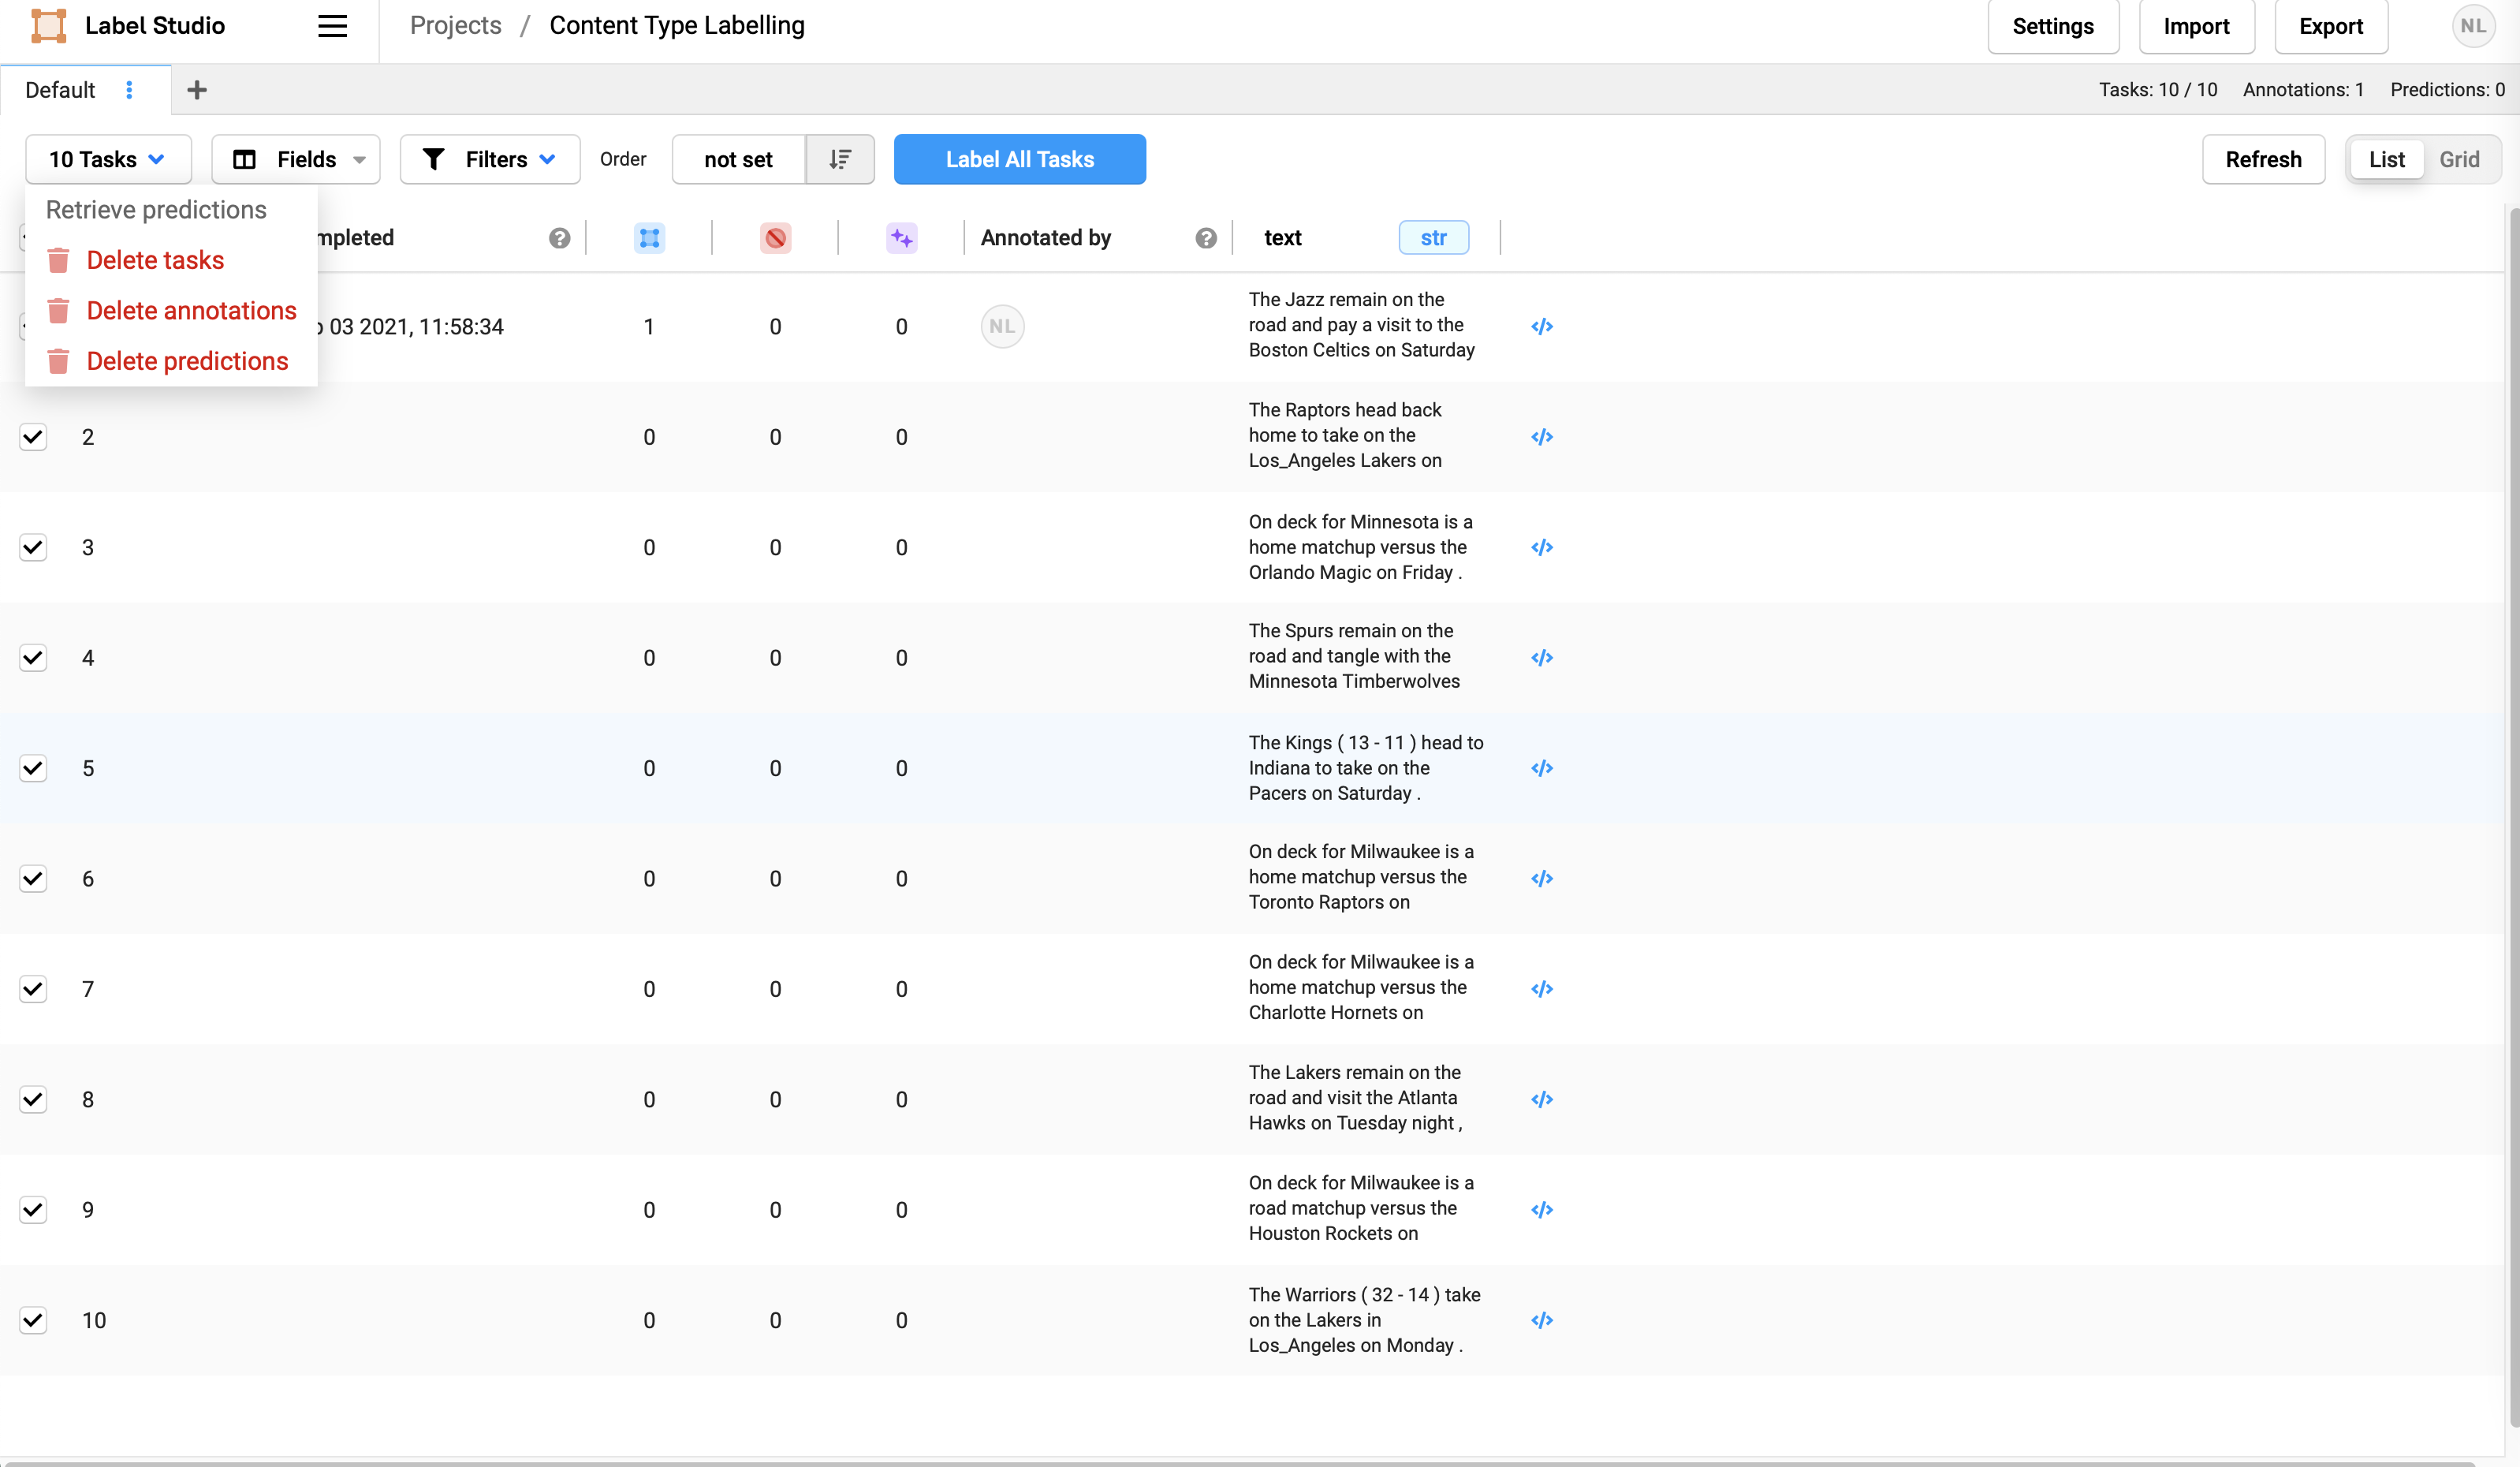 Label Studio
Projects / Content Type Labelling
Settings
Import
Export
NL
Default
Tasks: 10 / 10
Annotations: 1
Predictions: 0
10 Tasks
Fields
Filters
Order
not set
Label All Tasks
Refresh
List
Grid
Retrieve predictions
Delete tasks
Delete annotations
Delete predictions
mpleted
Annotated by
text
str
03 2021, 11:58:34
1
0
0
NL
The Jazz remain on the
road and pay a visit to the
Boston Celtics on Saturday
2
0
0
0
The Raptors head back
home to take on the
Los_Angeles Lakers on
3
0
0
0
On deck for Minnesota is a
home matchup versus the
Orlando Magic on Friday .
4
0
0
0
The Spurs remain on the
road and tangle with the
Minnesota Timberwolves
5
0
0
0
The Kings ( 13 - 11 ) head to
Indiana to take on the
Pacers on Saturday .
6
0
0
0
On deck for Milwaukee is a
home matchup versus the
Toronto Raptors on
7
0
0
0
On deck for Milwaukee is a
home matchup versus the
Charlotte Hornets on
8
0
0
0
The Lakers remain on the
road and visit the Atlanta
Hawks on Tuesday night ,
9
0
0
0
On deck for Milwaukee is a
road matchup versus the
Houston Rockets on
10
0
0
0
The Warriors ( 32 - 14 ) take
on the Lakers in
Los_Angeles on Monday .